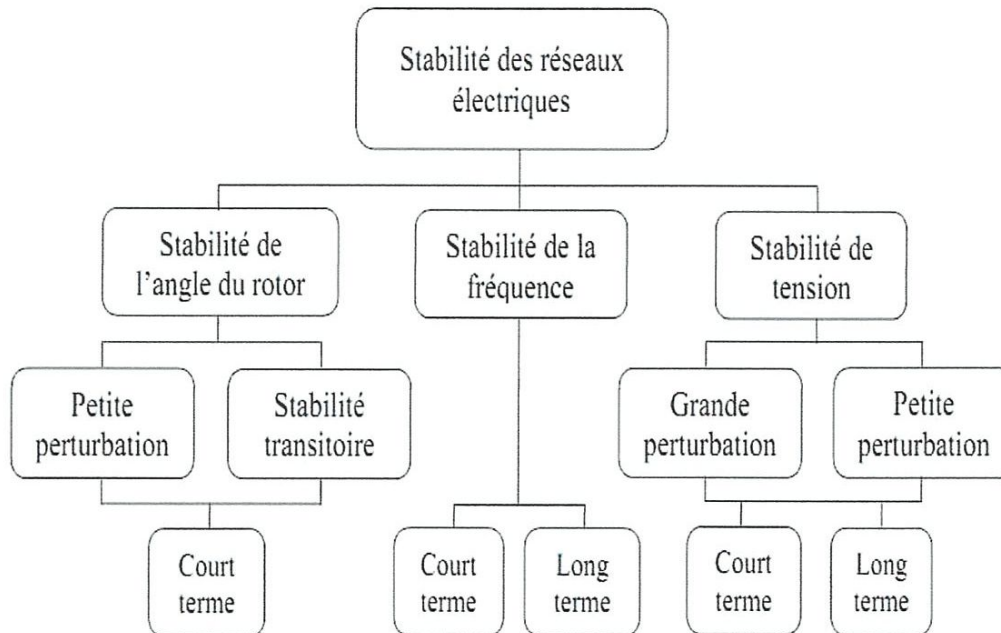 Stabilité des réseaux
électriques
Stabilité de
l'angle du rotor
Stabilité de la
fréquence
Stabilité de
tension
Petite
perturbation
Stabilité
transitoire
Grande
perturbation
Petite
perturbation
Court
terme
Court
terme
Long
terme
Court
terme
Long
terme